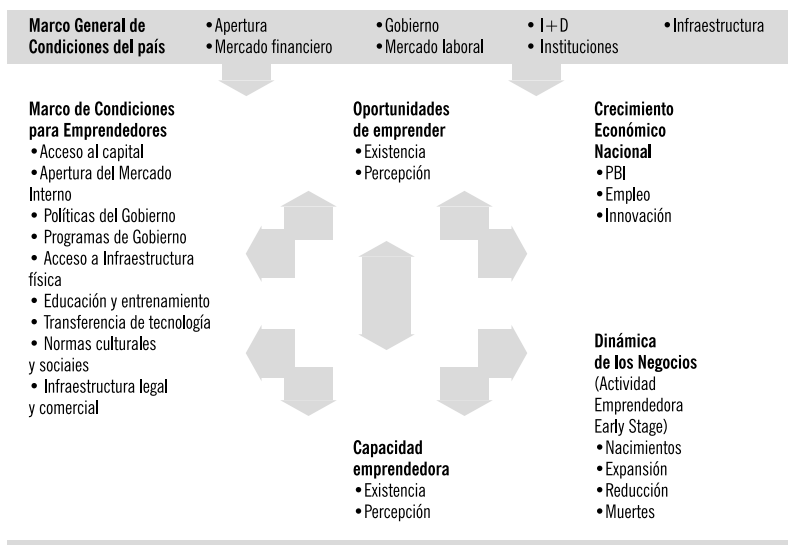 Marco General de
Condiciones del país
•Apertura
•Mercado financiero
•Gobierno
•Mercado laboral
• I+D
• Instituciones
•Infraestructura
Marco de Condiciones
para Emprendedores
•Acceso al capital
•Apertura del Mercado
Interno
• Políticas del Gobierno
• Programas de Gobierno
• Acceso a Infraestructura
física
• Educación y entrenamiento
• Transferencia de tecnología
• Normas culturales
y sociaies
• Infraestructura legal
y comercial
Oportunidades
de emprender
•Existencia
•Percepción
Capacidad
emprendedora
•Existencia
•Percepción
Crecimiento
Económico
Nacional
•PBI
•Empleo
•Innovación
Dinámica
de los Negocios
(Actividad
Emprendedora
Early Stage)
•Nacimientos
•Expansión
•Reducción
•Muertes